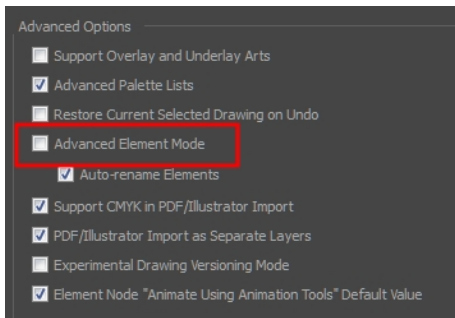 Advanced Options
Support Overlay and Underlay Arts
Advanced Palette Lists
Restore Current Selected Drawing on Undo
Advanced Element Mode
Auto-rename Elements
Support CMYK in PDF/Illustrator Import
PDF/Illustrator Import as Separate Layers
Experimental Drawing Versioning Mode
Element Node "Animate Using Animation Tools" Default Value